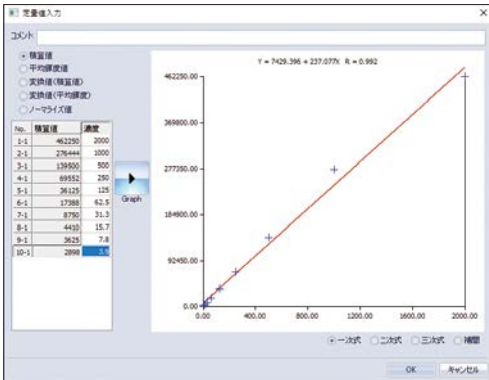 定量値入力
コメント
積算値
平均輝度値
変換値(積算値)
変換値(平均輝度)
ノーマライズ値
No. 積算値 濃度
1-1 462250 2000
2-1 276444 1000
3-1 139500 500
4-1 69552 250
5-1 36125 125
6-1 17388 62.5
7-1 8750 31.3
8-1 4410 15.7
9-1 3625 7.8
10-1 2898 3.9
Graph
Y = 7429.396 + 237.077X R = 0.992
462250.00
369800.00
277350.00
184900.00
92450.00
0.00
0.00 400.00 800.00 1200.00 1600.00 2000.00
一次式 二次式 三次式 補間
OK キャンセル